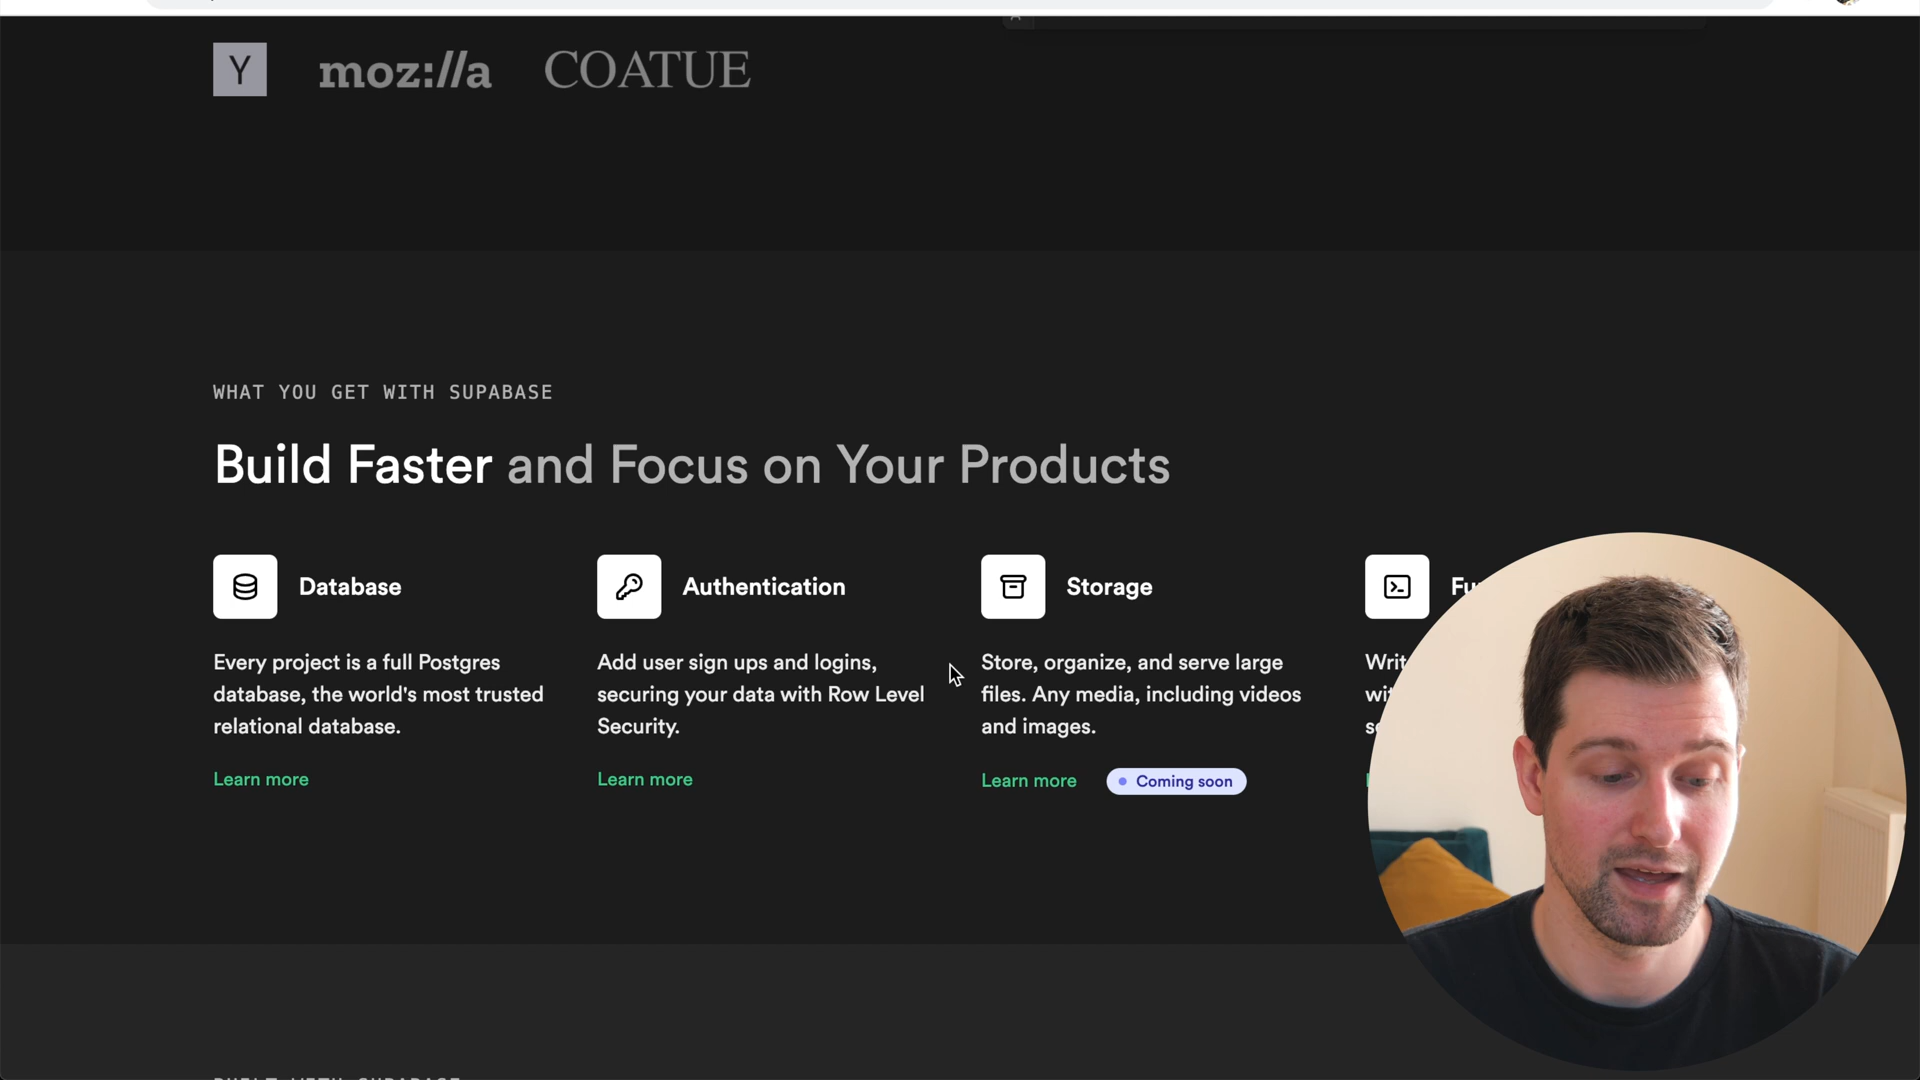 Y moz://a COATUE
WHAT YOU GET WITH SUPABASE
Build Faster and Focus on Your Products
Database
Every project is a full Postgres
database, the world's most trusted
relational database.
Learn more
Authentication
Add user sign ups and logins,
securing your data with Row Level
Security.
Learn more
Storage
Store, organize, and serve large
files. Any media, including videos
and images.
Learn more
Coming soon